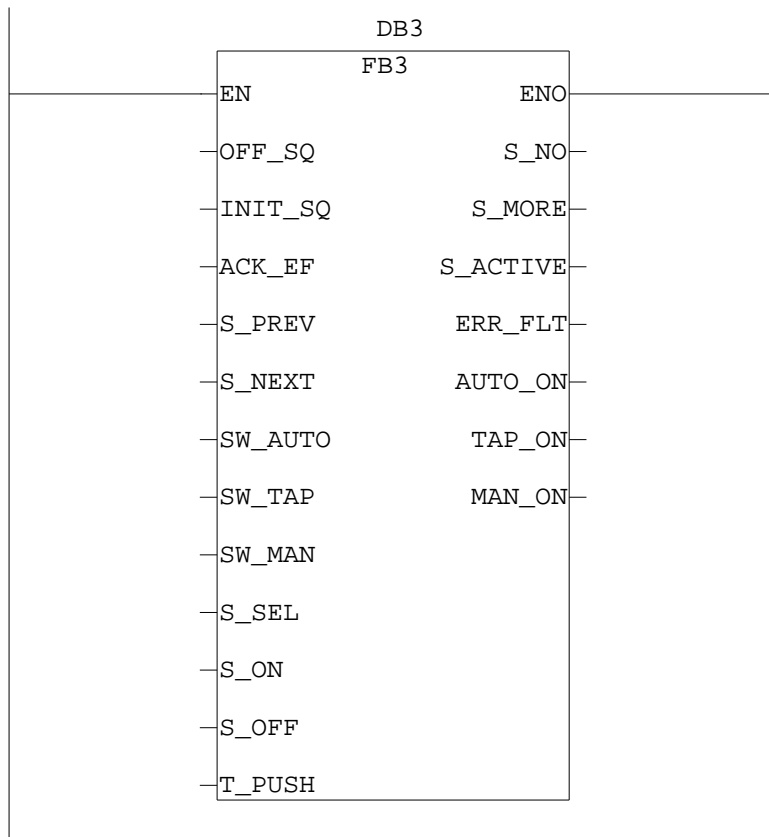 DB3
FB3
EN ENO
OFF_SQ S_NO
INIT_SQ S_MORE
ACK_EF S_ACTIVE
S_PREV ERR_FLT
S_NEXT AUTO_ON
SW_AUTO TAP_ON
SW_TAP MAN_ON
SW_MAN
S_SEL
S_ON
S_OFF
T_PUSH